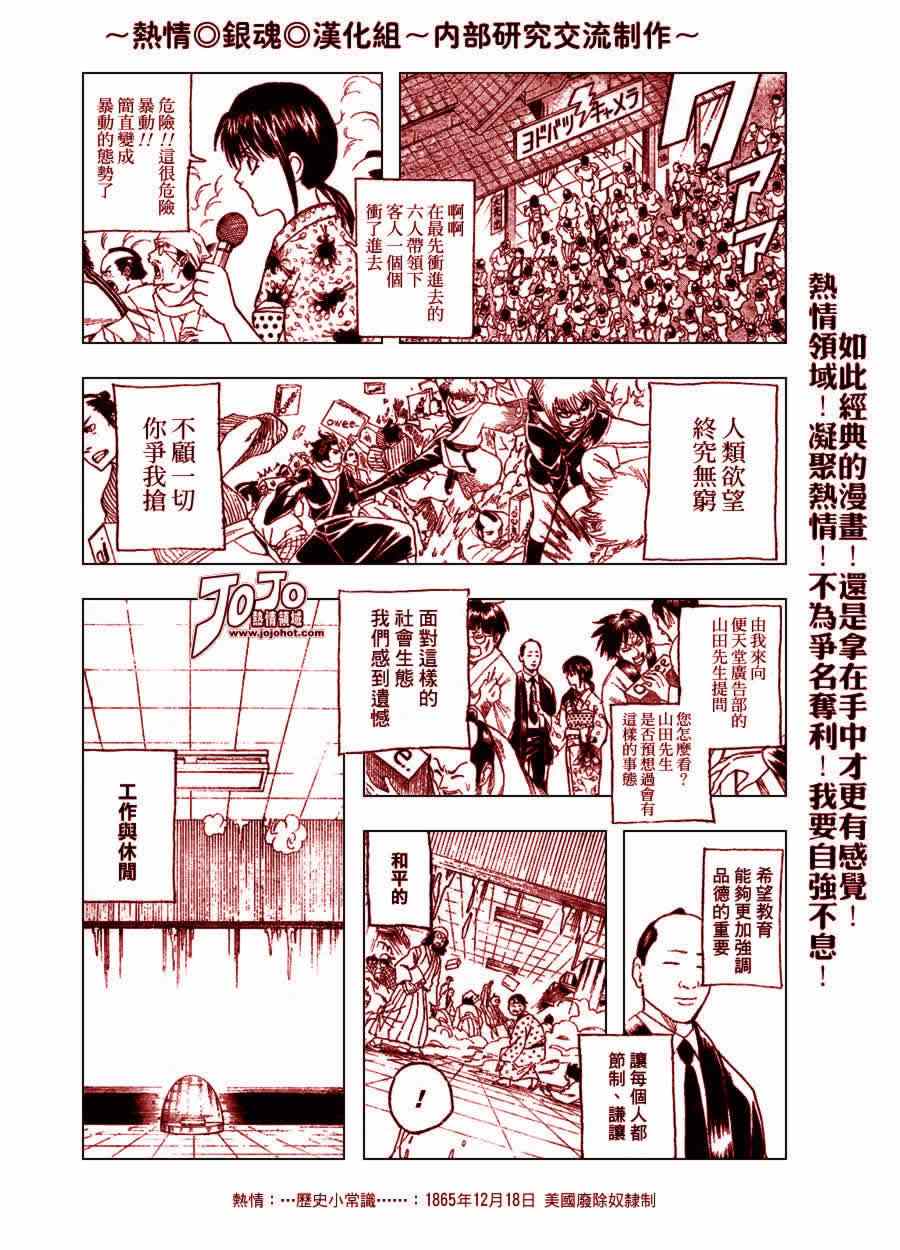 ～熱情◎銀魂◎漢化組～内部研究交流制作～
ヨドバツ
キャメラ
クァァ
啊啊
在最先衝進去的
六人帶領下
客人一個個
衝了進去
危險!!這很危險
暴動!!
簡直變成
暴動的態勢了
人類欲望
終究無窮
owee
不顧一切
你爭我搶
由我來向
便天堂廣告部的
山田先生提問
您怎麼看?
山田先生
是否預想過會有
這樣的事態
面對這樣的
社會生態
我們感到遺憾
JOJO
熱情領域
www.jojohot.com
希望教育
能夠更加強調
品德的重要
讓每個人都
節制、謙讓
和平的
!
工作與休閒
如此經典的漫畫!還是拿在手中才更有感覺!
熱情領域!凝聚熱情!不為爭名奪利!我要自強不息!
熱情：…歷史小常識……：1865年12月18日 美國廢除奴隸制